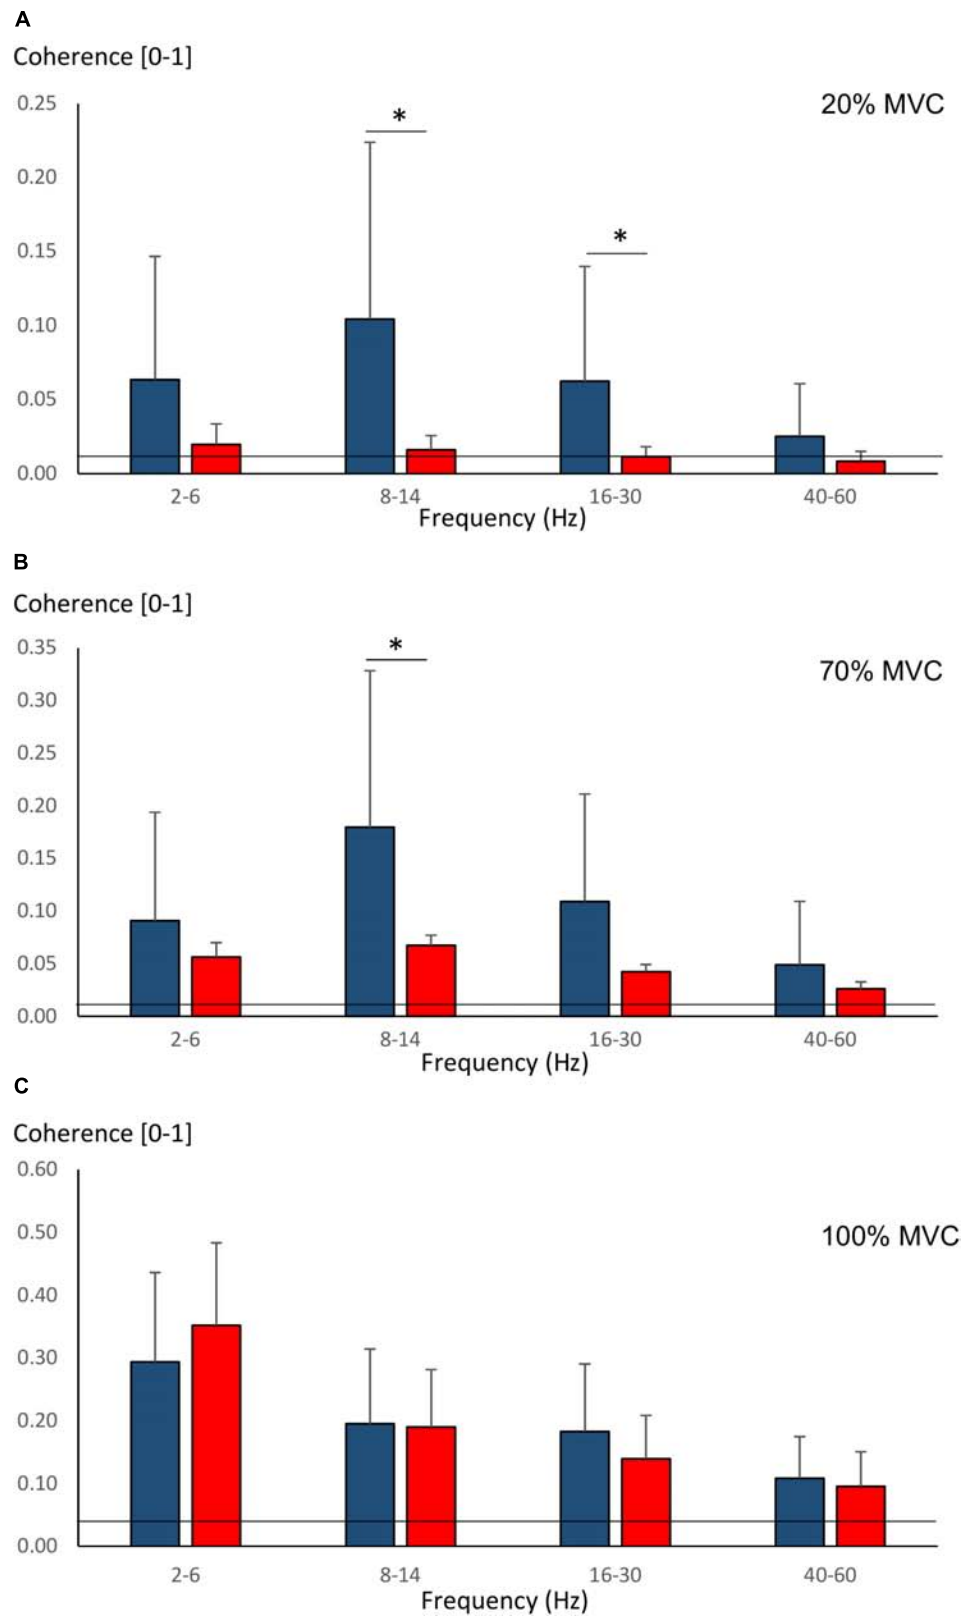 A
Coherence [0-1]
20% MVC
0.25
*
0.20
*
0.15
0.10
0.05
0.00
2-6 8-14 16-30 40-60
Frequency (Hz)
B
Coherence [0-1]
0.35
*
70% MVC
0.30
0.25
0.20
0.15
0.10
0.05
0.00
2-6 8-14 16-30 40-60
Frequency (Hz)
C
Coherence [0-1]
0.60
0.50
100% MVC
0.40
0.30
0.20
0.10
0.00
2-6 8-14 16-30 40-60
Frequency (Hz)